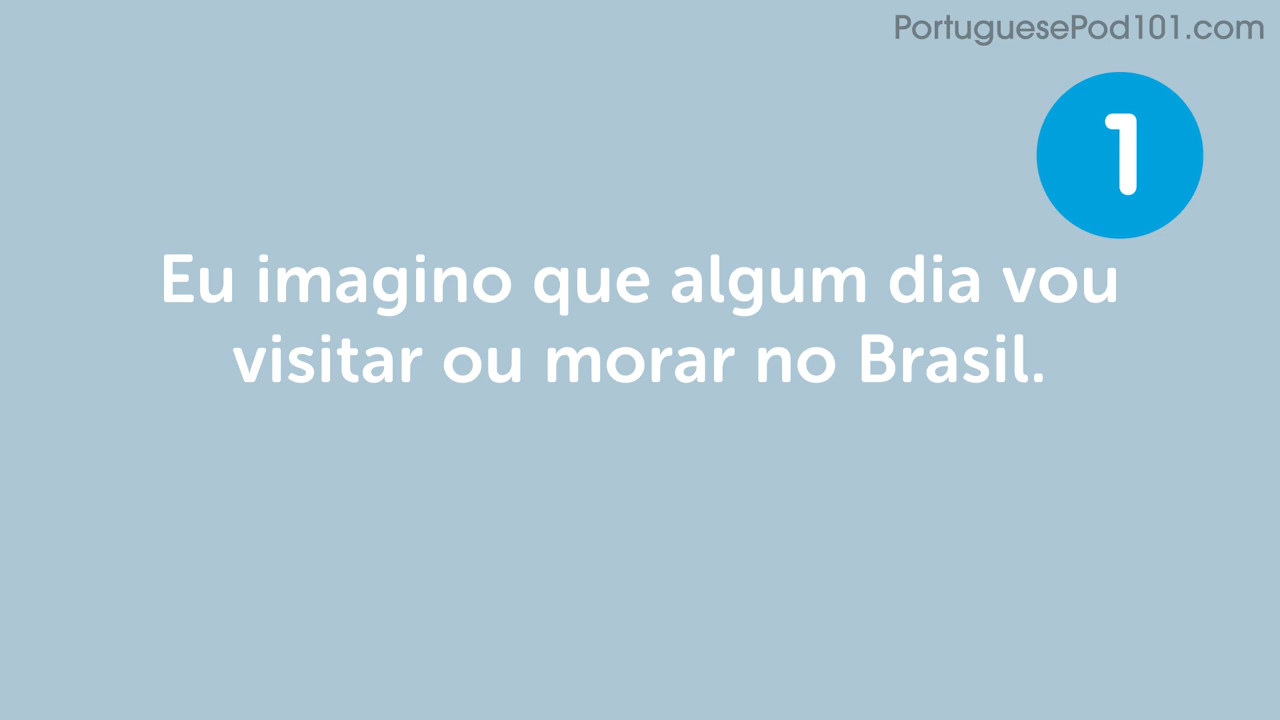 PortuguesePod101.com
1
Eu imagino que algum dia vou
visitar ou morar no Brasil.